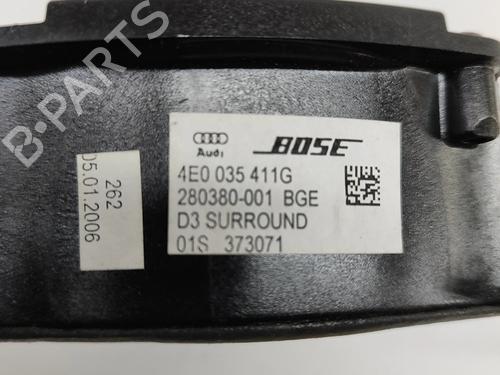 B-PARTS
Audi
BOSE
4E0 035 411G
280380-001 BGE
D3 SURROUND
01S 373071
262
05.01.2006